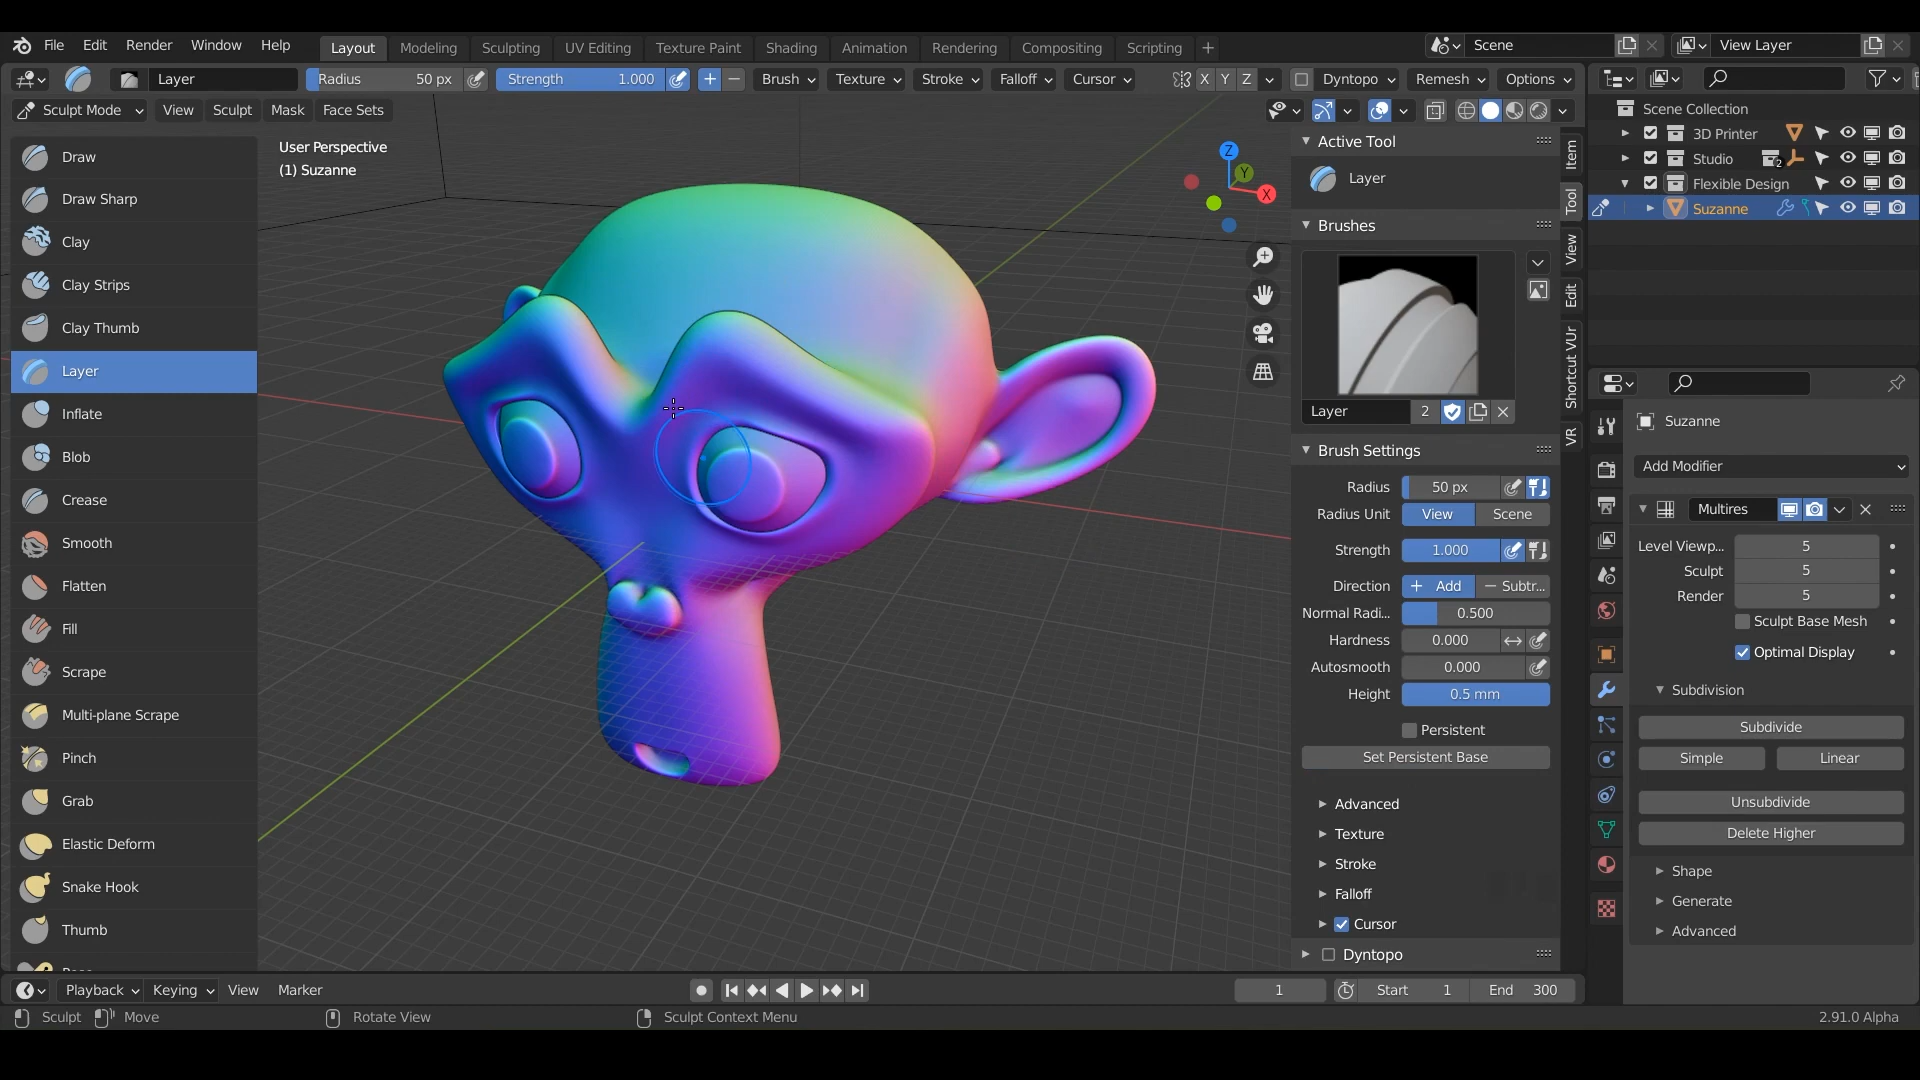 File Edit Render Window Help Layout Modeling Sculpting UV Editing Texture Paint Shading Animation Rendering Compositing Scripting + Scene View Layer
Layer Radius 50 px Strength 1.000 Brush Texture Stroke Falloff Cursor X Y Z Dyntopo Remesh Options
Sculpt Mode View Sculpt Mask Face Sets
Draw
Draw Sharp
Clay
Clay Strips
Clay Thumb
Layer
Inflate
Blob
Crease
Smooth
Flatten
Fill
Scrape
Multi-plane Scrape
Pinch
Grab
Elastic Deform
Snake Hook
Thumb
User Perspective
(1) Suzanne
Z
Y
X
Active Tool
Layer
Brushes
Layer 2
Brush Settings
Radius 50 px
Radius Unit View Scene
Strength 1.000
Direction + Add − Subtr...
Normal Radi... 0.500
Hardness 0.000
Autosmooth 0.000
Height 0.5 mm
Persistent
Set Persistent Base
Advanced
Texture
Stroke
Falloff
Cursor
Dyntopo
Item
Tool
View
Edit
Shortcut VUr
VR
Scene Collection
3D Printer
Studio 2
Flexible Design
Suzanne
Suzanne
Add Modifier
Multires
Level Viewp... 5
Sculpt 5
Render 5
Sculpt Base Mesh
Optimal Display
Subdivision
Subdivide
Simple Linear
Unsubdivide
Delete Higher
Shape
Generate
Advanced
Playback Keying View Marker 1 Start 1 End 300
Sculpt Move Rotate View Sculpt Context Menu 2.91.0 Alpha